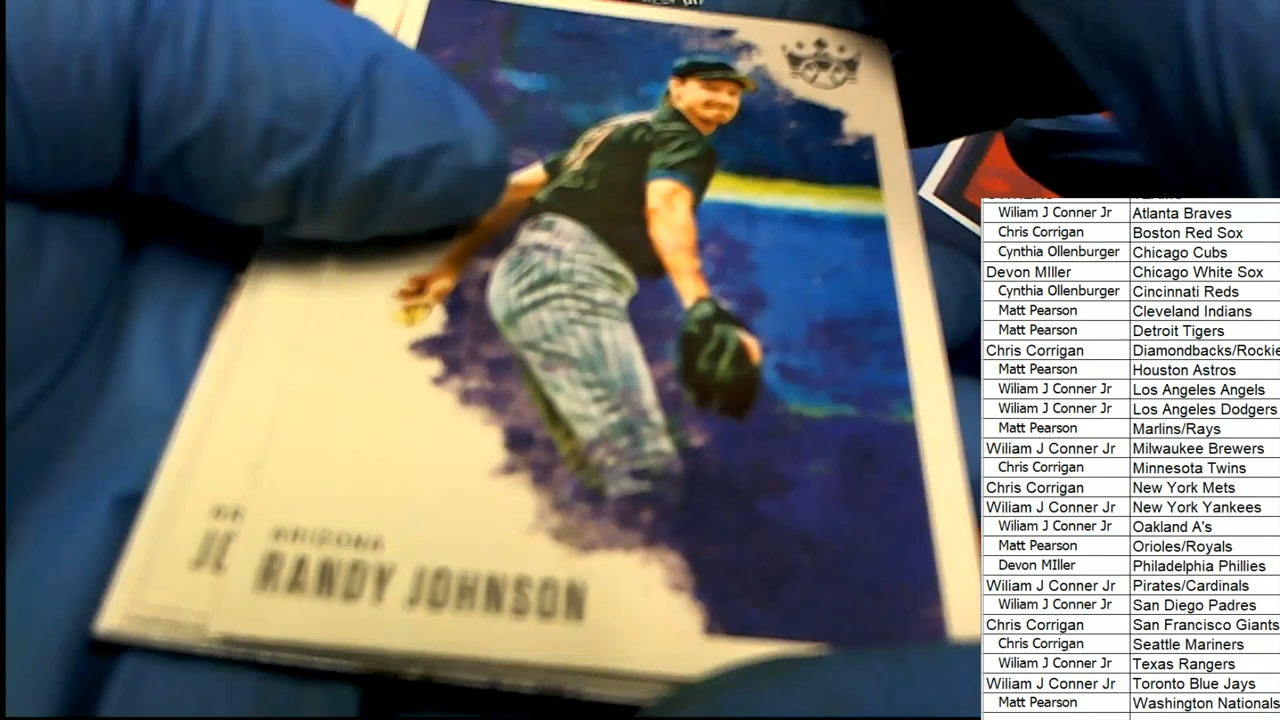 ARIZONA
RANDY JOHNSON
AR
JE
Wiliam J Conner Jr Atlanta Braves
Chris Corrigan Boston Red Sox
Cynthia Ollenburger Chicago Cubs
Devon MIller Chicago White Sox
Cynthia Ollenburger Cincinnati Reds
Matt Pearson Cleveland Indians
Matt Pearson Detroit Tigers
Chris Corrigan Diamondbacks/Rockie
Matt Pearson Houston Astros
Wiliam J Conner Jr Los Angeles Angels
Wiliam J Conner Jr Los Angeles Dodgers
Matt Pearson Marlins/Rays
Wiliam J Conner Jr Milwaukee Brewers
Chris Corrigan Minnesota Twins
Chris Corrigan New York Mets
Wiliam J Conner Jr New York Yankees
Wiliam J Conner Jr Oakland A's
Matt Pearson Orioles/Royals
Devon MIller Philadelphia Phillies
Wiliam J Conner Jr Pirates/Cardinals
Wiliam J Conner Jr San Diego Padres
Chris Corrigan San Francisco Giants
Chris Corrigan Seattle Mariners
Wiliam J Conner Jr Texas Rangers
Wiliam J Conner Jr Toronto Blue Jays
Matt Pearson Washington Nationals